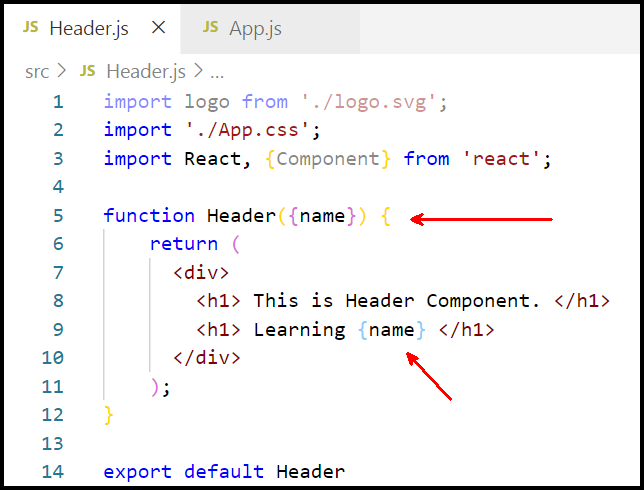 JS Header.js × JS App.js
src > JS Header.js > ...
1 import logo from './logo.svg';
2 import './App.css';
3 import React, {Component} from 'react';
4
5 function Header({name}) {
6 return (
7 <div>
8 <h1> This is Header Component. </h1>
9 <h1> Learning {name} </h1>
10 </div>
11 );
12 }
13
14 export default Header